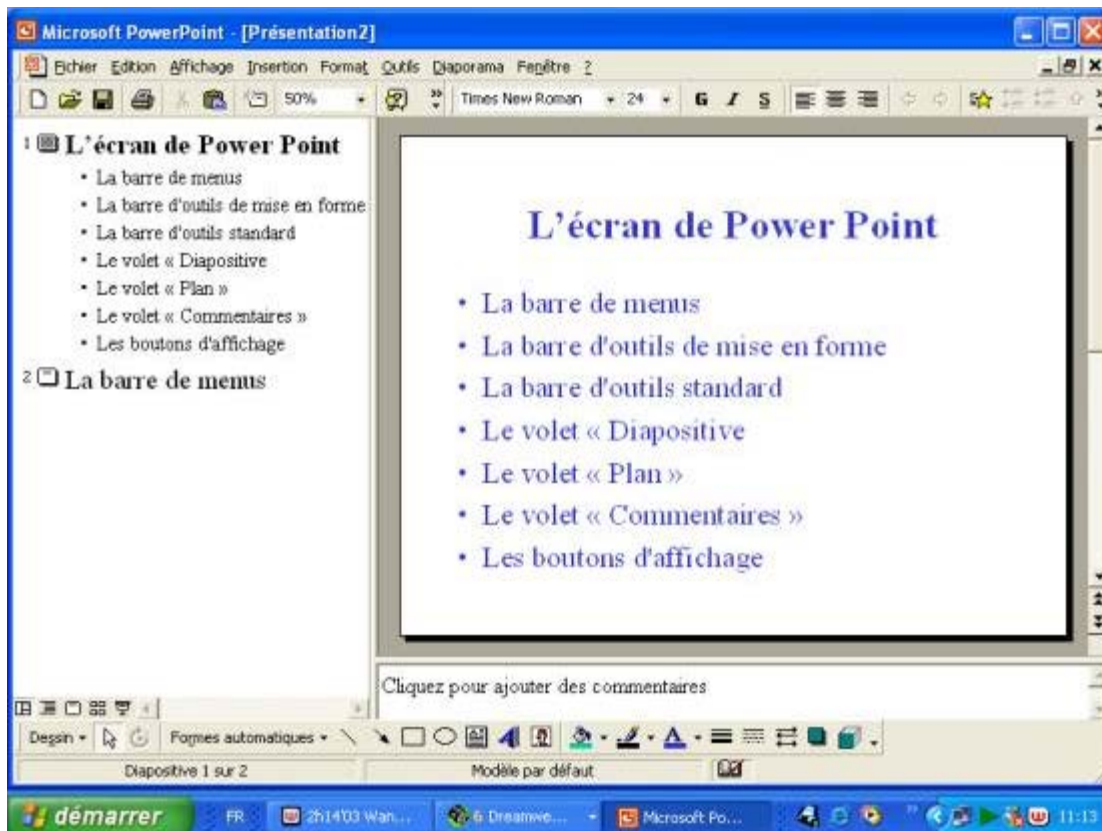 Microsoft PowerPoint - [Présentation2]
Fichier Edition Affichage Insertion Format Outils Diaporama Fenêtre ?
50% Times New Roman 24 G I S
1 L'écran de Power Point
• La barre de menus
• La barre d'outils de mise en forme
• La barre d'outils standard
• Le volet « Diapositive
• Le volet « Plan »
• Le volet « Commentaires »
• Les boutons d'affichage
2 La barre de menus
L'écran de Power Point
• La barre de menus
• La barre d'outils de mise en forme
• La barre d'outils standard
• Le volet « Diapositive
• Le volet « Plan »
• Le volet « Commentaires »
• Les boutons d'affichage
Cliquez pour ajouter des commentaires
Dessin Formes automatiques
Diapositive 1 sur 2 Modèle par défaut
démarrer FR 2h14'03 Wan... 6 Dreamwe... Microsoft Po... 11:13